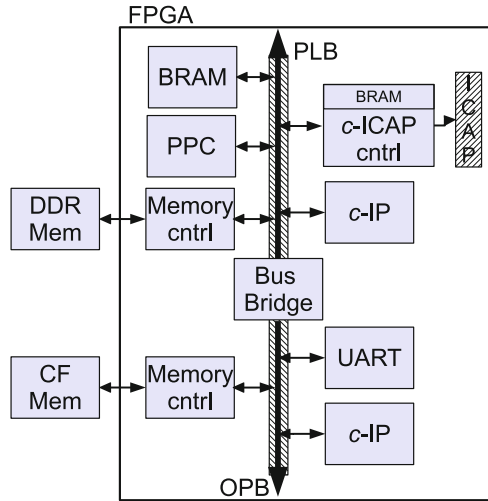 FPGA
PLB
BRAM
BRAM
c-ICAP
cntrl
ICAP
PPC
DDR
Mem
Memory
cntrl
c-IP
Bus
Bridge
UART
CF
Mem
Memory
cntrl
c-IP
OPB